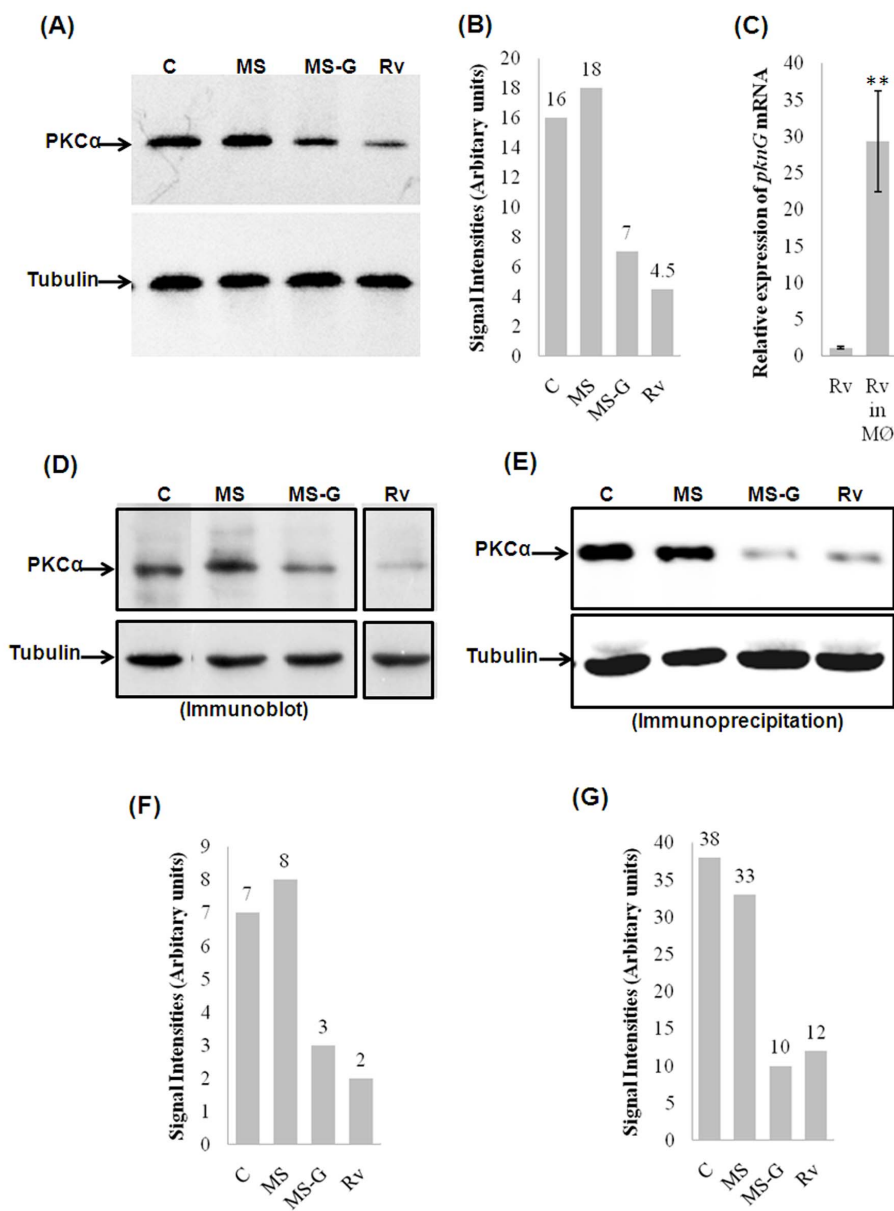 (A)
C MS MS-G Rv
PKCα
Tubulin
(B)
Signal Intensities (Arbitary units)
20
18
16
14
12
10
8
6
4
2
0
16
18
7
4.5
C MS MS-G Rv
(C)
Relative expression of pknG mRNA
40
35
30
25
20
15
10
5
0
**
Rv Rv
in
MØ
(D)
C MS MS-G Rv
PKCα
Tubulin
(Immunoblot)
(E)
C MS MS-G Rv
PKCα
Tubulin
(Immunoprecipitation)
(F)
Signal Intensities (Arbitary units)
9
8
7
6
5
4
3
2
1
0
7
8
3
2
C MS MS-G Rv
(G)
Signal Intensities (Arbitary units)
40
35
30
25
20
15
10
5
0
38
33
10
12
C MS MS-G Rv